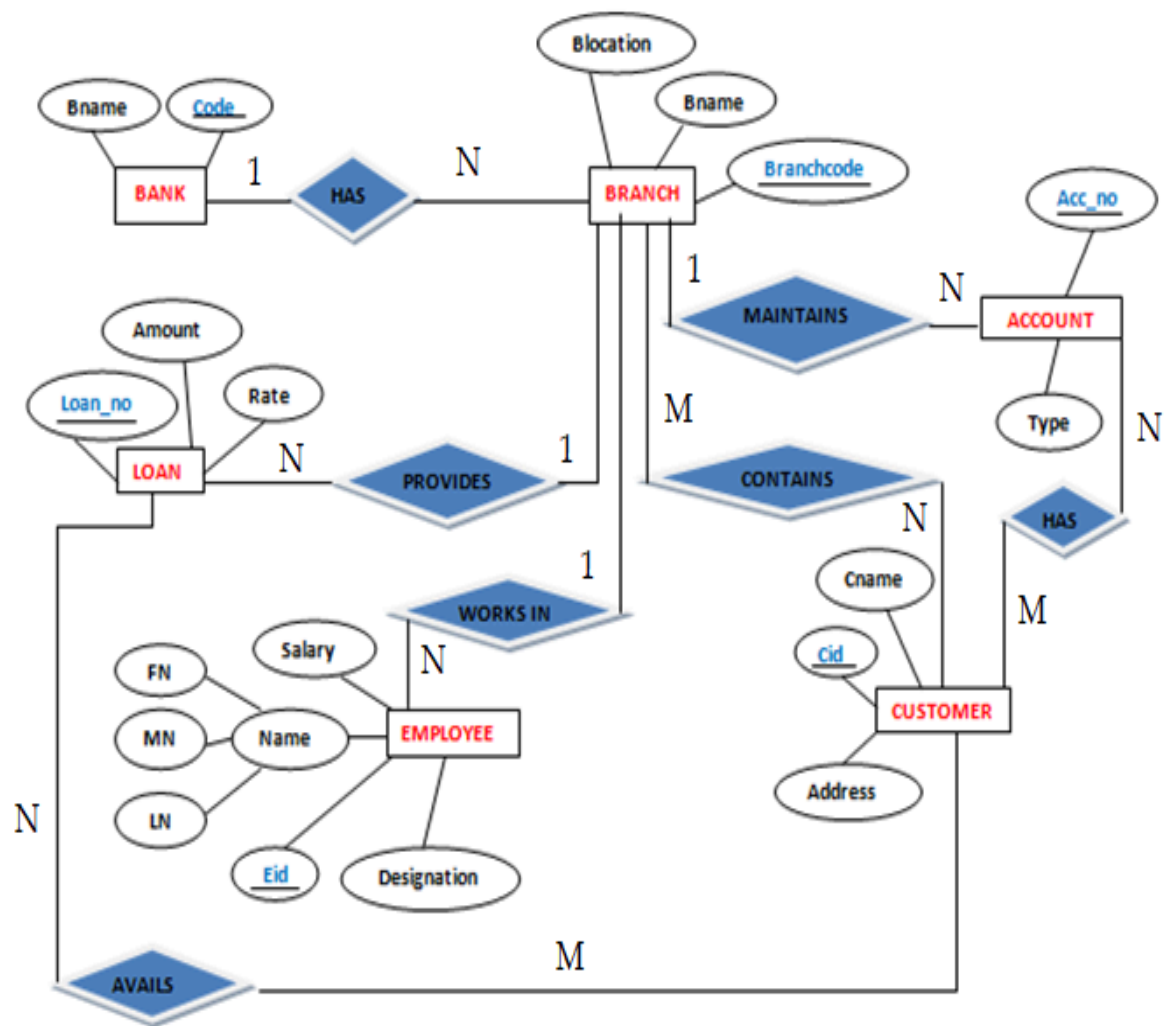 Blocation
Bname
Code
Bname
Branchcode
BANK
1
HAS
N
BRANCH
Acc_no
1
MAINTAINS
N
ACCOUNT
Amount
Loan_no
Rate
Type
M
N
LOAN
N
PROVIDES
1
CONTAINS
N
HAS
1
WORKS IN
Cname
M
Salary
N
FN
Cid
MN
Name
EMPLOYEE
CUSTOMER
LN
Address
N
Eid
Designation
M
AVAILS